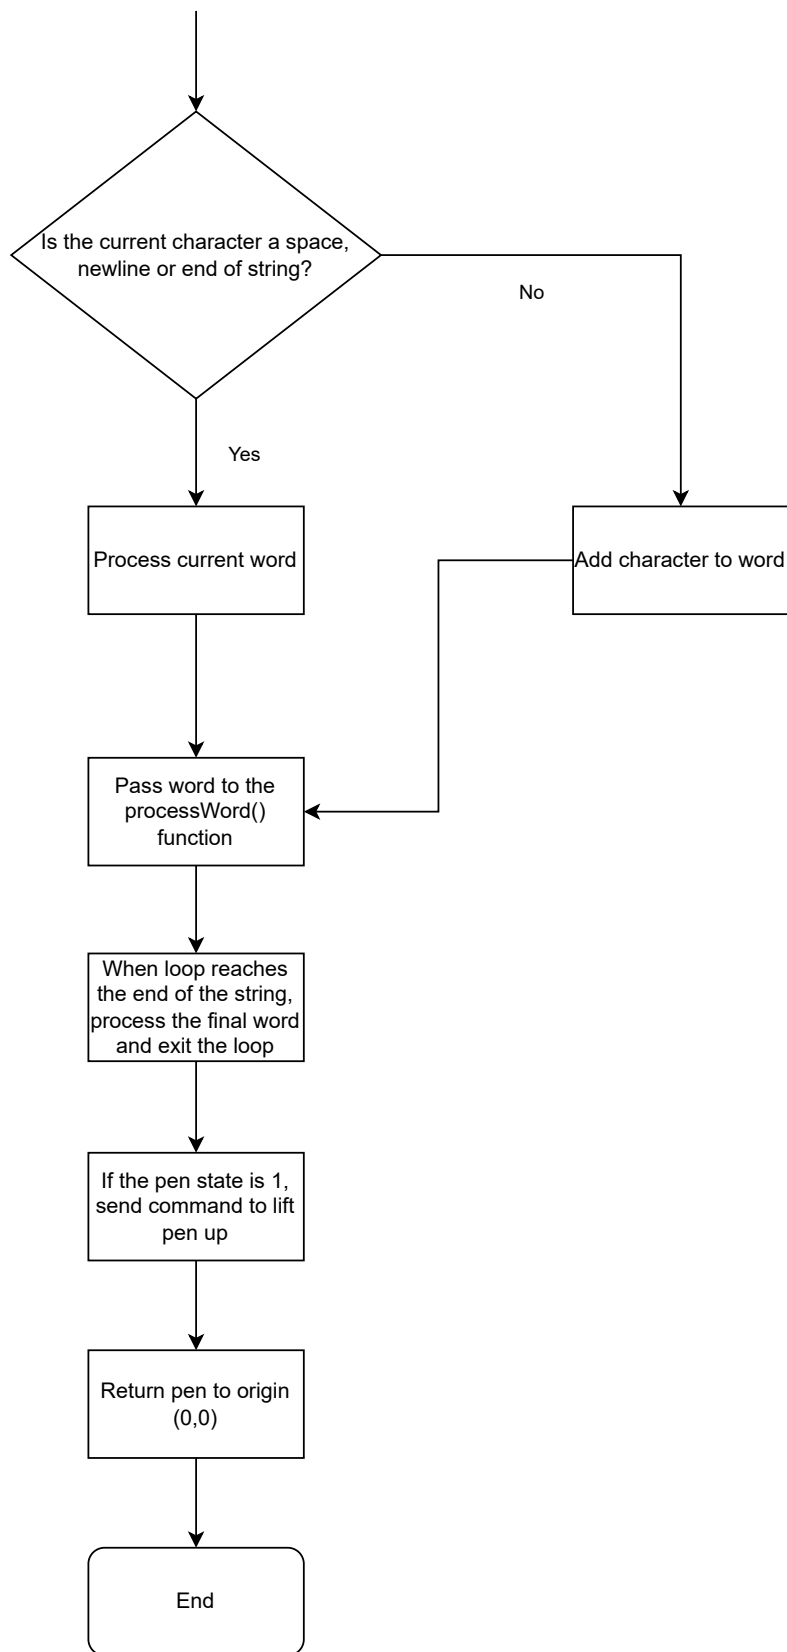 Is the current character a space,
newline or end of string?
No
Yes
Process current word
Add character to word
Pass word to the
processWord()
function
When loop reaches
the end of the string,
process the final word
and exit the loop
If the pen state is 1,
send command to lift
pen up
Return pen to origin
(0,0)
End